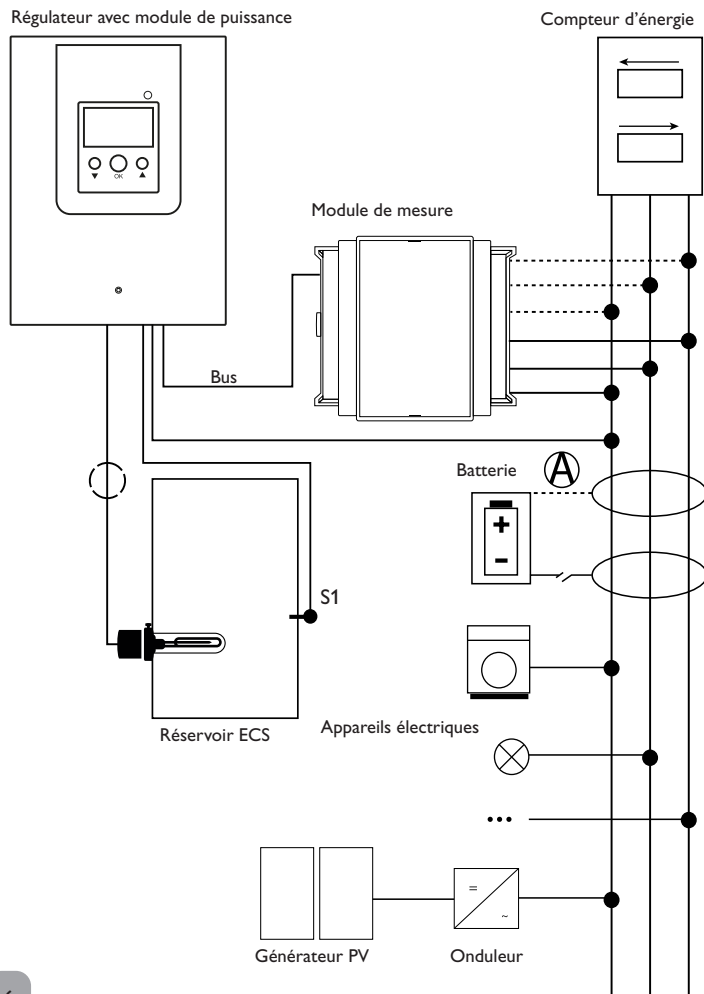 Régulateur avec module de puissance
Compteur d’énergie
OK
Module de mesure
Bus
Batterie
A
+
–
S1
Réservoir ECS
Appareils électriques
...
=
~
Générateur PV
Onduleur